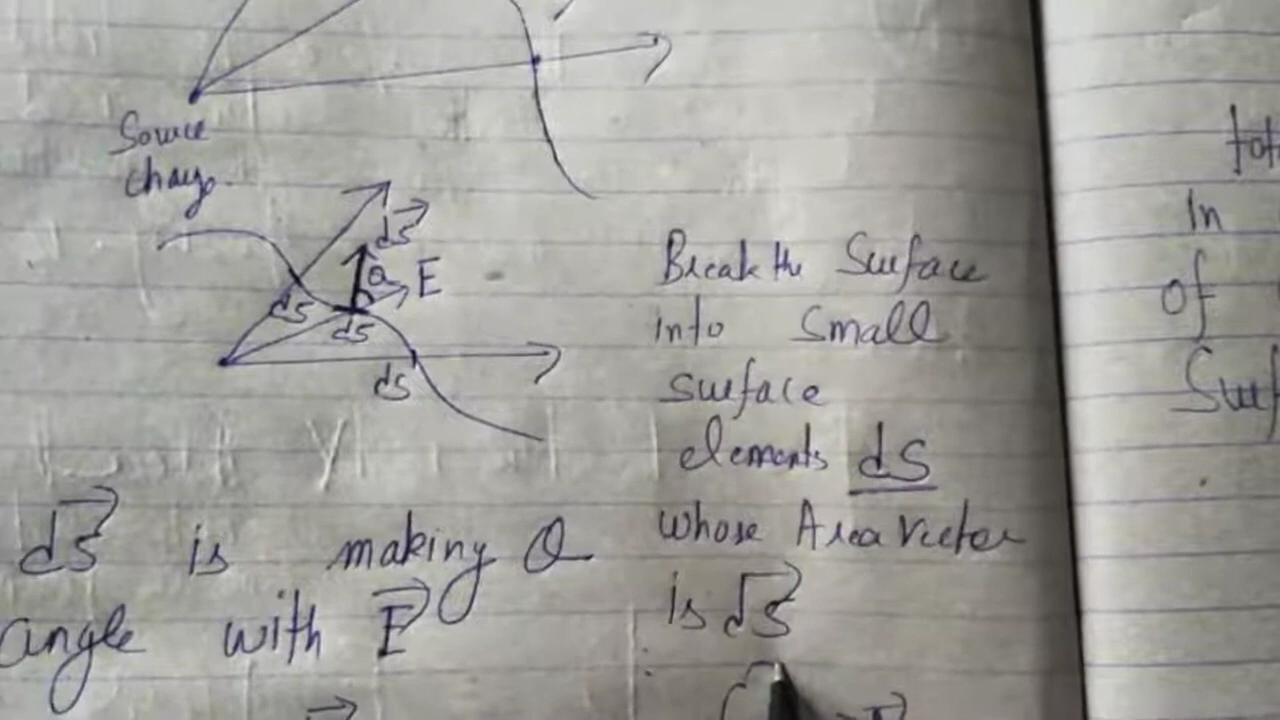 Source
charge
dS
θ E
dS
dS
dS
Break the Surface
into Small
surface
elements dS
whose Area Vector
is dS
dS is making θ
angle with E
In
of